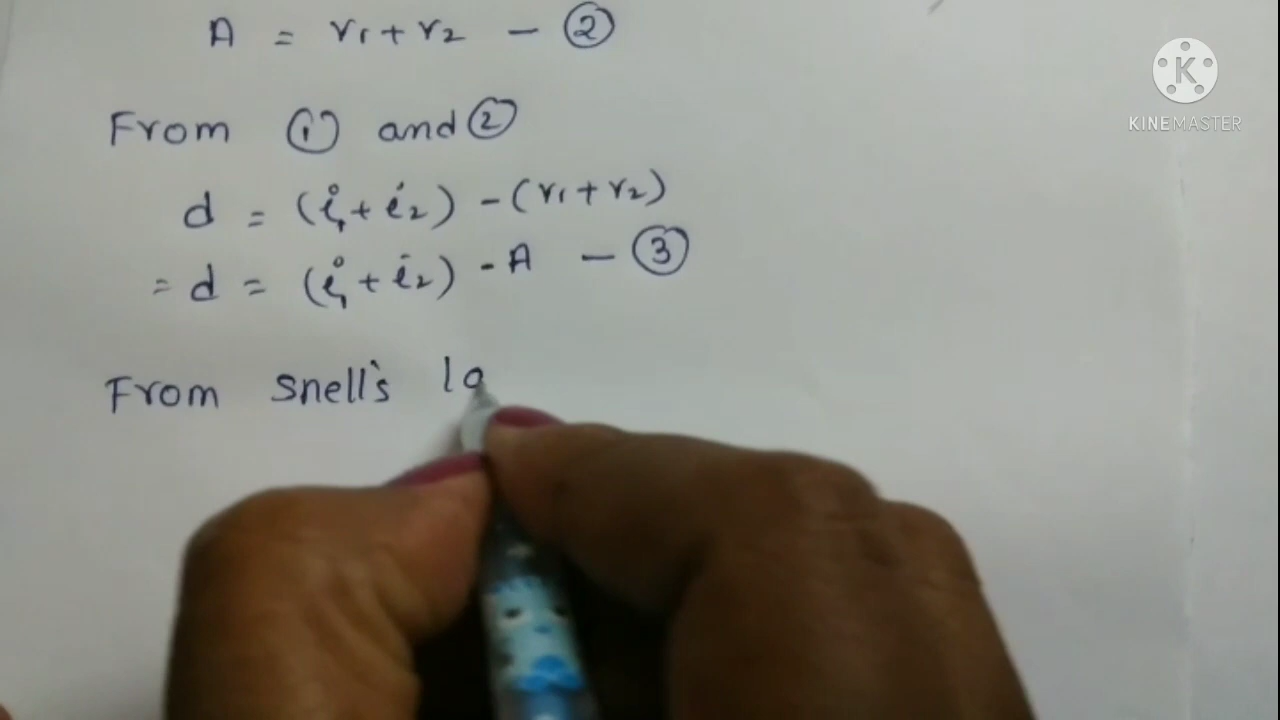 A = r₁ + r₂ — ②
K
KINEMASTER
From ① and ②
d = (i₁ + i₂) - (r₁ + r₂)
= d = (i₁ + i₂) - A — ③
From Snell's la